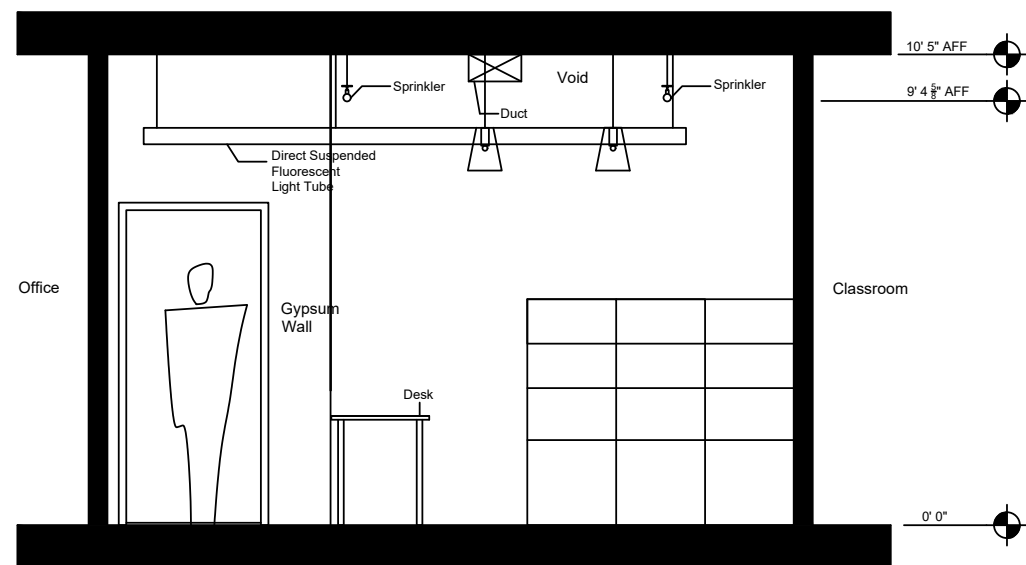 10' 5" AFF
Void
Sprinkler
Sprinkler
9' 4 5/8" AFF
Duct
Direct Suspended
Fluorescent
Light Tube
Office
Classroom
Gypsum
Wall
Desk
0' 0"